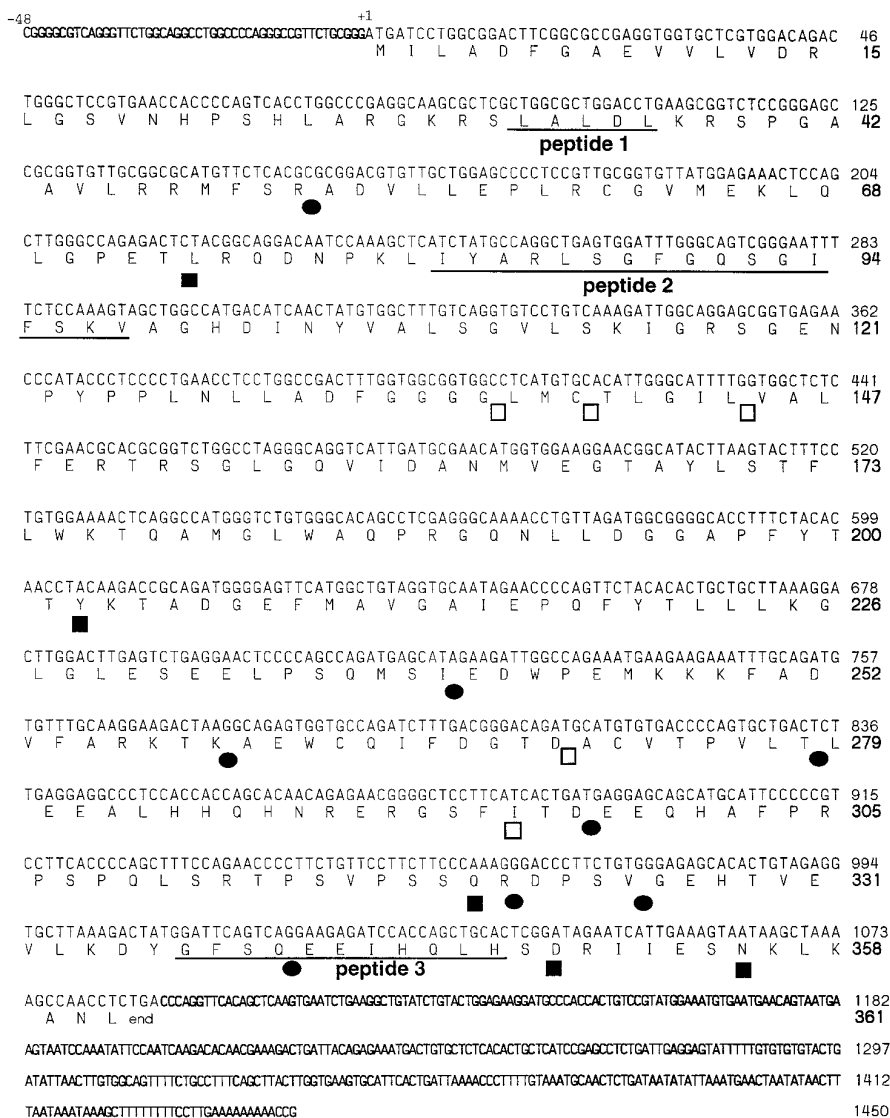 -48 +1
CGGGGCGTCAGGGTTCTGGCAGGCCTGGCCCCAGGGCCGTTCTGCGGGATGATCCTGGCGGACTTCGGCGCCGAGGTGGTGCTCGTGGACAGAC 46
M I L A D F G A E V V L V D R 15
TGGGCTCCGTGAACCACCCCAGTCACCTGGCCCGAGGCAAGCGCTCGCTGGCGCTGGACCTGAAGCGGTCTCCGGGAGC 125
L G S V N H P S H L A R G K R S L A L D L K R S P G A 42
peptide 1
CGCGGTGTTGCGGCGCATGTTCTCACGCGCGGACGTGTTGCTGGAGCCCCTCCGTTGCGGTGTTATGGAGAAACTCCAG 204
A V L R R M F S R A D V L L E P L R C G V M E K L Q 68
CTTGGGCCAGAGACTCTACGGCAGGACAATCCAAAGCTCATCTATGCCAGGCTGAGTGGATTTGGGCAGTCGGGAATTT 283
L G P E T L R Q D N P K L I Y A R L S G F G Q S G I 94
peptide 2
TCTCCAAAGTAGCTGGCCATGACATCAACTATGTGGCTTTGTCAGGTGTCCTGTCAAAGATTGGCAGGAGCGGTGAGAA 362
F S K V A G H D I N Y V A L S G V L S K I G R S G E N 121
CCCATACCCTCCCCTGAACCTCCTGGCCGACTTTGGTGGCGGTGGCCTCATGTGCACATTGGGCATTTTGGTGGCTCTC 441
P Y P P L N L L A D F G G G G L M C T L G I L V A L 147
TTCGAACGCACGCGGTCTGGCCTAGGGCAGGTCATTGATGCGAACATGGTGGAAGGAACGGCATACTTAAGTACTTTCC 520
F E R T R S G L G Q V I D A N M V E G T A Y L S T F 173
TGTGGAAAACTCAGGCCATGGGTCTGTGGGCACAGCCTCGAGGGCAAAACCTGTTAGATGGCGGGGCACCTTTCTACAC 599
L W K T Q A M G L W A Q P R G Q N L L D G G A P F Y T 200
AACCTACAAGACCGCAGATGGGGAGTTCATGGCTGTAGGTGCAATAGAACCCCAGTTCTACACACTGCTGCTTAAAGGA 678
T Y K T A D G E F M A V G A I E P Q F Y T L L L K G 226
CTTGGACTTGAGTCTGAGGAACTCCCCAGCCAGATGAGCATAGAAGATTGGCCAGAAATGAAGAAGAAATTTGCAGATG 757
L G L E S E E L P S Q M S I E D W P E M K K K F A D 252
TGTTTGCAAGGAAGACTAAGGCAGAGTGGTGCCAGATCTTTGACGGGACAGATGCATGTGTGACCCCAGTGCTGACTCT 836
V F A R K T K A E W C Q I F D G T D A C V T P V L T L 279
TGAGGAGGCCCTCCACCACCAGCACAACAGAGAACGGGGCTCCTTCATCACTGATGAGGAGCAGCATGCATTCCCCCGT 915
E E A L H H Q H N R E R G S F I T D E E Q H A F P R 305
CCTTCACCCCAGCTTTCCAGAACCCCTTCTGTTCCTTCTTCCCAAAGGGACCCTTCTGTGGGAGAGCACACTGTAGAGG 994
P S P Q L S R T P S V P S S Q R D P S V G E H T V E 331
TGCTTAAAGACTATGGATTCAGTCAGGAAGAGATCCACCAGCTGCACTCGGATAGAATCATTGAAAGTAATAAGCTAAA 1073
V L K D Y G F S Q E E I H Q L H S D R I I E S N K L K 358
peptide 3
AGCCAACCTCTGACCCAGGTTCACAGCTCAAGTGAATCTGAAGGCTGTATCTGTACTGGAGAAGGATGCCCACCACTGTCCGTATGGAAATGTGAATGAACAGTAATGA 1182
A N L end 361
AGTAATCCAAATATTCCAATCAAGACACAACGAAAGACTGATTACAGAGAAATGACTGTGCTCTCACACTGCTCATCCGAGCCTCTGATTGAGGAGTATTTTTGTGTGTGTACTG 1297
ATATTAACTTGTGGCAGTTTTCTGCCTTTCAGCTTACTTGGTGAAGTGCATTCACTGATTAAAACCCTTTTGTAAATGCAACTCTGATAATATATTAAATGAACTAATATAACTT 1412
TAATAAATAAAGCTTTTTTTTTCCTTGAAAAAAAAACCG 1450